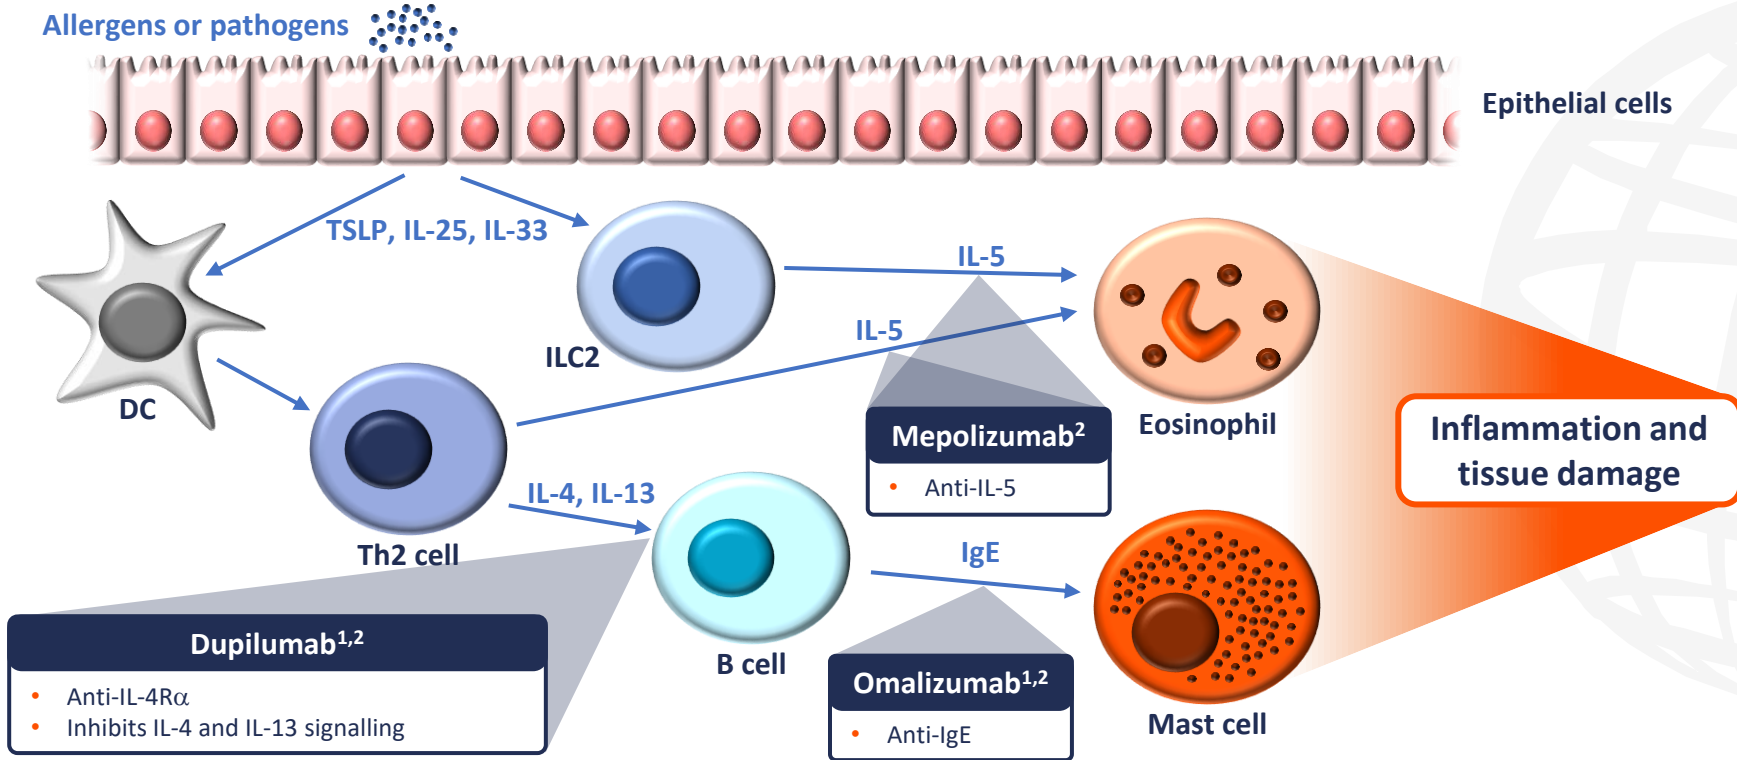 Allergens or pathogens
Epithelial cells
TSLP, IL-25, IL-33
IL-5
IL-5
ILC2
DC
Eosinophil
Mepolizumab²
• Anti-IL-5
Inflammation and
tissue damage
IL-4, IL-13
Th2 cell
IgE
B cell
Dupilumab¹,²
• Anti-IL-4Rα
• Inhibits IL-4 and IL-13 signalling
Omalizumab¹,²
• Anti-IgE
Mast cell